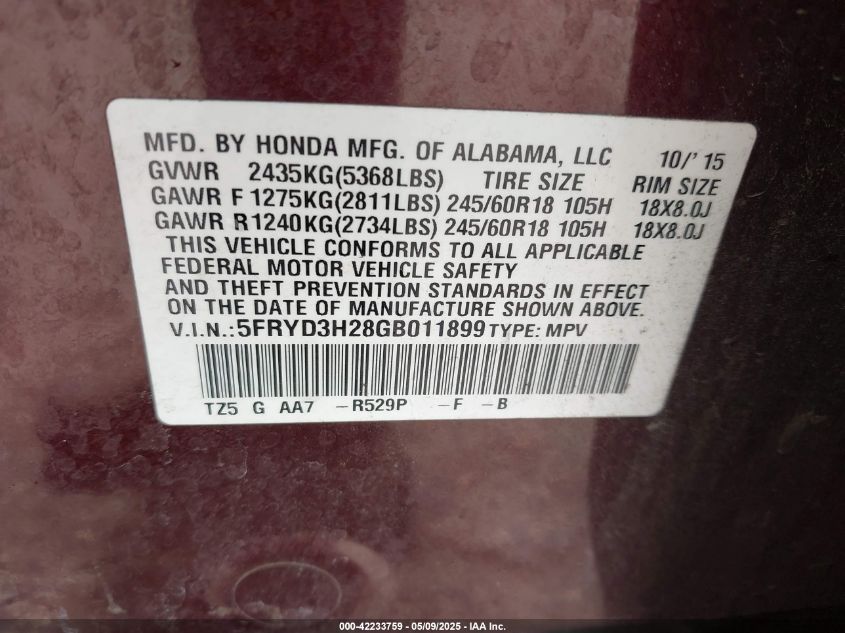 MFD. BY HONDA MFG. OF ALABAMA, LLC 10/'15
GVWR 2435KG(5368LBS) TIRE SIZE RIM SIZE
GAWR F 1275KG(2811LBS) 245/60R18 105H 18X8.0J
GAWR R 1240KG(2734LBS) 245/60R18 105H 18X8.0J
THIS VEHICLE CONFORMS TO ALL APPLICABLE
FEDERAL MOTOR VEHICLE SAFETY
AND THEFT PREVENTION STANDARDS IN EFFECT
ON THE DATE OF MANUFACTURE SHOWN ABOVE.
V.I.N.:5FRYD3H28GB011899 TYPE: MPV
TZ5 G AA7 -R529P -F -B
000-42233759 - 05/09/2025 - IAA Inc.